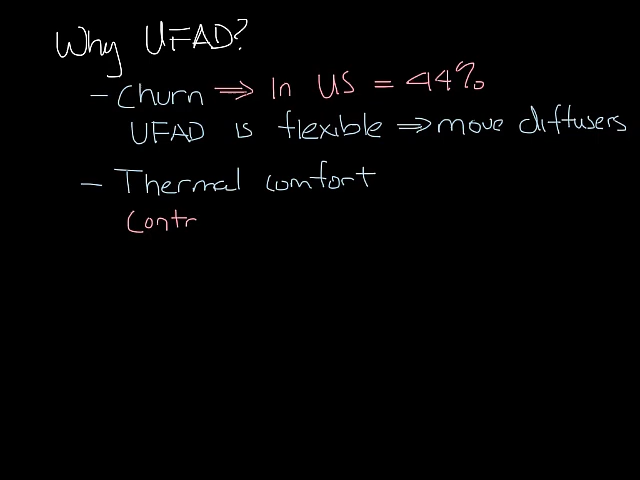 Why UFAD?
- Churn ⇒ In US = 44%
UFAD is flexible ⇒ move diffusers
- Thermal comfort
Contr